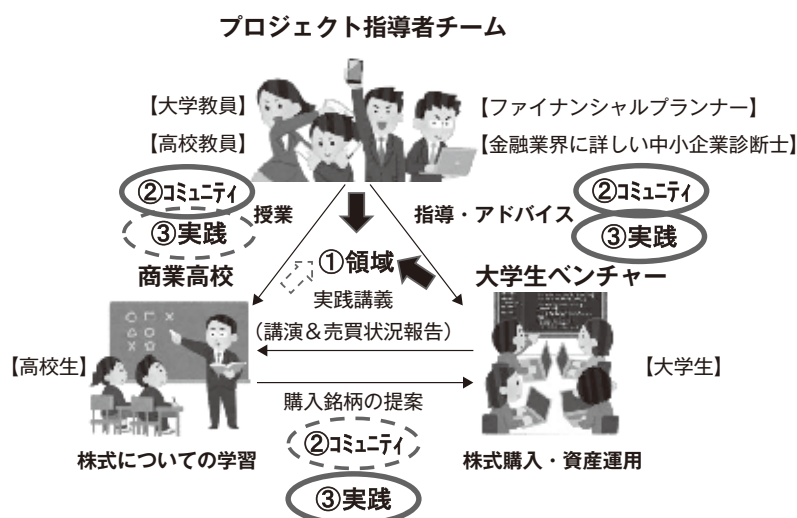 プロジェクト指導者チーム
【大学教員】
【高校教員】
【ファイナンシャルプランナー】
【金融業界に詳しい中小企業診断士】
②コミュニティ
③実践
授業
指導・アドバイス
②コミュニティ
③実践
商業高校
①領域
大学生ベンチャー
実践講義
(講演&売買状況報告)
【高校生】
【大学生】
購入銘柄の提案
②コミュニティ
③実践
株式についての学習
株式購入・資産運用